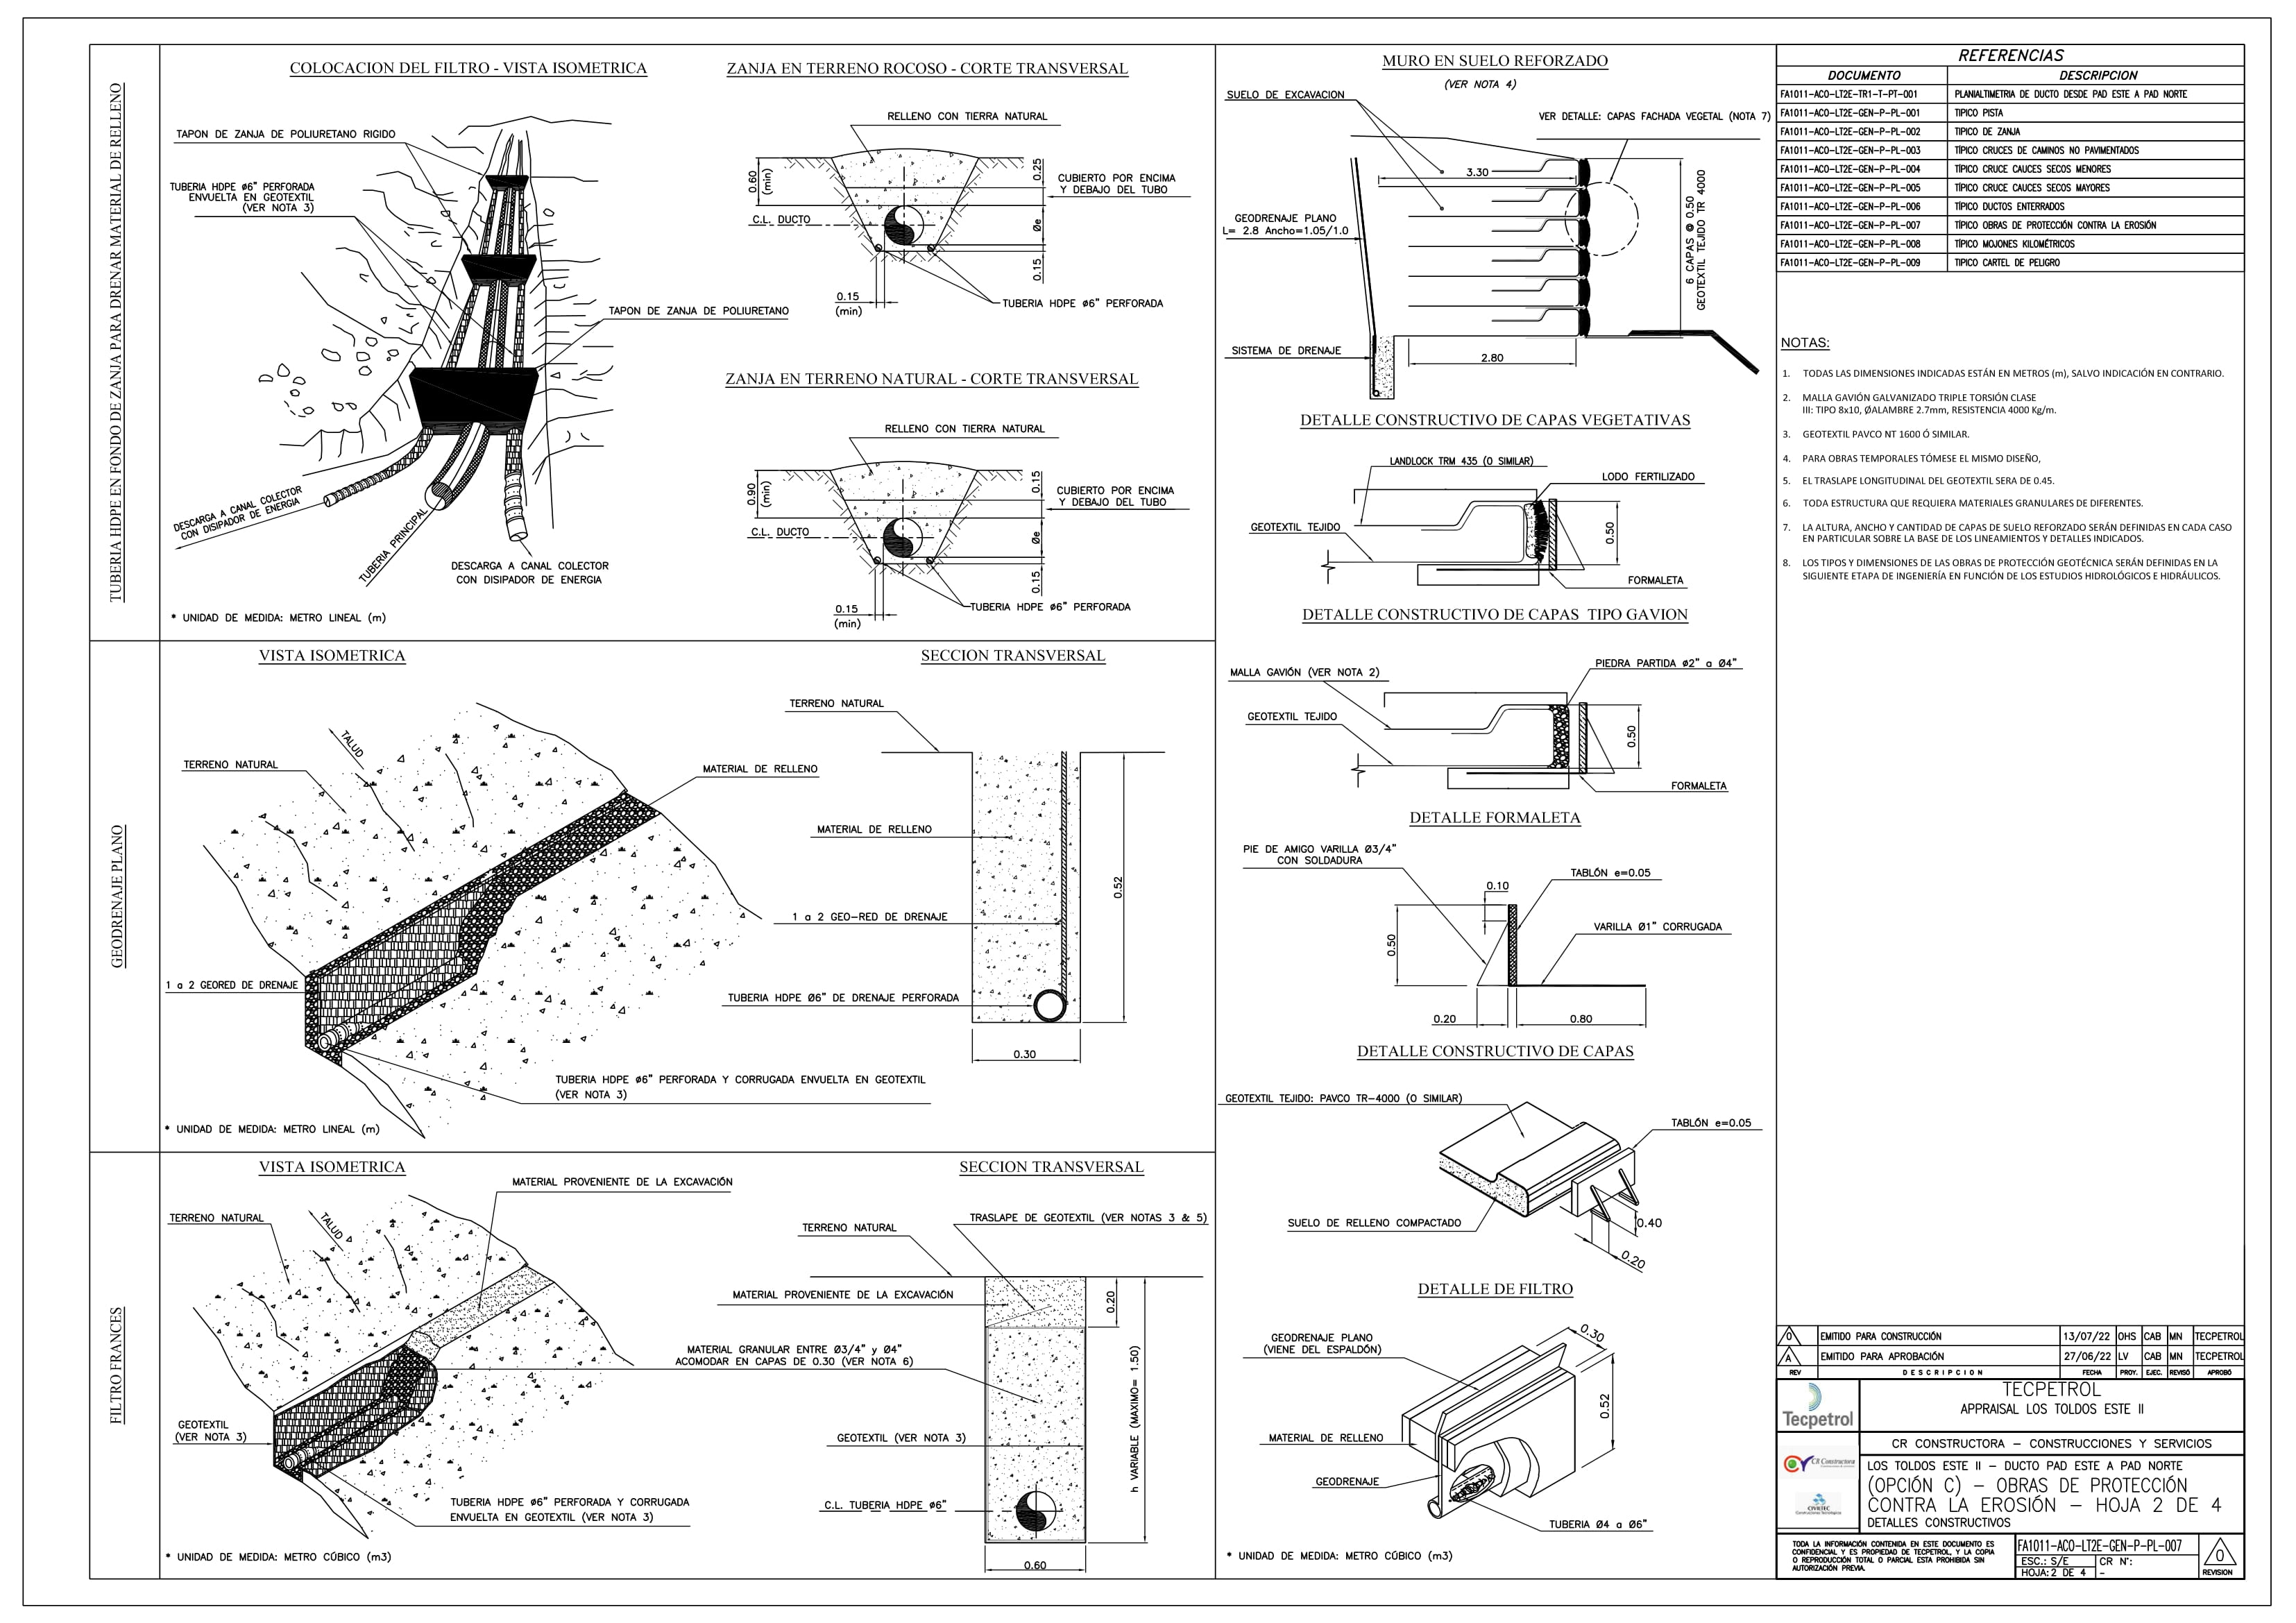 TUBERIA HDPE EN FONDO DE ZANJA PARA DRENAR MATERIAL DE RELLENO
COLOCACION DEL FILTRO - VISTA ISOMETRICA
TAPON DE ZANJA DE POLIURETANO RIGIDO
TUBERIA HDPE ø6" PERFORADA
ENVUELTA EN GEOTEXTIL
(VER NOTA 3)
TAPON DE ZANJA DE POLIURETANO
DESCARGA A CANAL COLECTOR
CON DISIPADOR DE ENERGIA
TUBERIA PRINCIPAL
DESCARGA A CANAL COLECTOR
CON DISIPADOR DE ENERGIA
* UNIDAD DE MEDIDA: METRO LINEAL (m)
ZANJA EN TERRENO ROCOSO - CORTE TRANSVERSAL
RELLENO CON TIERRA NATURAL
0.60
(min)
0.25
CUBIERTO POR ENCIMA
Y DEBAJO DEL TUBO
C.L. DUCTO
Øe
0.15
0.15
(min)
TUBERIA HDPE ø6" PERFORADA
ZANJA EN TERRENO NATURAL - CORTE TRANSVERSAL
RELLENO CON TIERRA NATURAL
0.90
(min)
0.15
CUBIERTO POR ENCIMA
Y DEBAJO DEL TUBO
C.L. DUCTO
Øe
0.15
0.15
(min)
TUBERIA HDPE ø6" PERFORADA
GEODRENAJE PLANO
VISTA ISOMETRICA
TALUD
TERRENO NATURAL
MATERIAL DE RELLENO
1 a 2 GEORED DE DRENAJE
TUBERIA HDPE ø6" PERFORADA Y CORRUGADA ENVUELTA EN GEOTEXTIL
(VER NOTA 3)
* UNIDAD DE MEDIDA: METRO LINEAL (m)
SECCION TRANSVERSAL
TERRENO NATURAL
MATERIAL DE RELLENO
1 a 2 GEO-RED DE DRENAJE
TUBERIA HDPE Ø6" DE DRENAJE PERFORADA
0.52
0.30
FILTRO FRANCES
VISTA ISOMETRICA
MATERIAL PROVENIENTE DE LA EXCAVACIÓN
TERRENO NATURAL
TALUD
GEOTEXTIL
(VER NOTA 3)
TUBERIA HDPE ø6" PERFORADA Y CORRUGADA
ENVUELTA EN GEOTEXTIL (VER NOTA 3)
* UNIDAD DE MEDIDA: METRO CÚBICO (m3)
SECCION TRANSVERSAL
TRASLAPE DE GEOTEXTIL (VER NOTAS 3 & 5)
TERRENO NATURAL
MATERIAL PROVENIENTE DE LA EXCAVACIÓN
0.20
MATERIAL GRANULAR ENTRE Ø3/4" y Ø4"
ACOMODAR EN CAPAS DE 0.30 (VER NOTA 6)
h VARIABLE (MAXIMO= 1.50)
GEOTEXTIL (VER NOTA 3)
C.L. TUBERIA HDPE ø6"
0.60
MURO EN SUELO REFORZADO
(VER NOTA 4)
SUELO DE EXCAVACION
VER DETALLE: CAPAS FACHADA VEGETAL (NOTA 7)
3.30
GEODRENAJE PLANO
L= 2.8 Ancho=1.05/1.0
6 CAPAS @ 0.50
GEOTEXTIL TEJIDO TR 4000
SISTEMA DE DRENAJE
2.80
DETALLE CONSTRUCTIVO DE CAPAS VEGETATIVAS
LANDLOCK TRM 435 (O SIMILAR)
LODO FERTILIZADO
GEOTEXTIL TEJIDO
0.50
FORMALETA
DETALLE CONSTRUCTIVO DE CAPAS TIPO GAVION
PIEDRA PARTIDA ø2" a Ø4"
MALLA GAVIÓN (VER NOTA 2)
GEOTEXTIL TEJIDO
0.50
FORMALETA
DETALLE FORMALETA
PIE DE AMIGO VARILLA Ø3/4"
CON SOLDADURA
TABLÓN e=0.05
0.10
0.50
VARILLA Ø1" CORRUGADA
0.20
0.80
DETALLE CONSTRUCTIVO DE CAPAS
GEOTEXTIL TEJIDO: PAVCO TR-4000 (O SIMILAR)
TABLÓN e=0.05
SUELO DE RELLENO COMPACTADO
0.40
0.20
DETALLE DE FILTRO
GEODRENAJE PLANO
(VIENE DEL ESPALDÓN)
0.30
0.52
MATERIAL DE RELLENO
GEODRENAJE
TUBERIA Ø4 a Ø6"
* UNIDAD DE MEDIDA: METRO CÚBICO (m3)
REFERENCIAS
DOCUMENTO DESCRIPCION
FA1011-AC0-LT2E-TR1-T-PT-001 PLANIALTIMETRIA DE DUCTO DESDE PAD ESTE A PAD NORTE
FA1011-AC0-LT2E-GEN-P-PL-001 TIPICO PISTA
FA1011-AC0-LT2E-GEN-P-PL-002 TIPICO DE ZANJA
FA1011-AC0-LT2E-GEN-P-PL-003 TÍPICO CRUCES DE CAMINOS NO PAVIMENTADOS
FA1011-AC0-LT2E-GEN-P-PL-004 TÍPICO CRUCE CAUCES SECOS MENORES
FA1011-AC0-LT2E-GEN-P-PL-005 TÍPICO CRUCE CAUCES SECOS MAYORES
FA1011-AC0-LT2E-GEN-P-PL-006 TÍPICO DUCTOS ENTERRADOS
FA1011-AC0-LT2E-GEN-P-PL-007 TÍPICO OBRAS DE PROTECCIÓN CONTRA LA EROSIÓN
FA1011-AC0-LT2E-GEN-P-PL-008 TÍPICO MOJONES KILOMÉTRICOS
FA1011-AC0-LT2E-GEN-P-PL-009 TIPICO CARTEL DE PELIGRO
NOTAS:
1. TODAS LAS DIMENSIONES INDICADAS ESTÁN EN METROS (m), SALVO INDICACIÓN EN CONTRARIO.
2. MALLA GAVIÓN GALVANIZADO TRIPLE TORSIÓN CLASE
III: TIPO 8x10, ØALAMBRE 2.7mm, RESISTENCIA 4000 Kg/m.
3. GEOTEXTIL PAVCO NT 1600 Ó SIMILAR.
4. PARA OBRAS TEMPORALES TÓMESE EL MISMO DISEÑO,
5. EL TRASLAPE LONGITUDINAL DEL GEOTEXTIL SERA DE 0.45.
6. TODA ESTRUCTURA QUE REQUIERA MATERIALES GRANULARES DE DIFERENTES.
7. LA ALTURA, ANCHO Y CANTIDAD DE CAPAS DE SUELO REFORZADO SERÁN DEFINIDAS EN CADA CASO
EN PARTICULAR SOBRE LA BASE DE LOS LINEAMIENTOS Y DETALLES INDICADOS.
8. LOS TIPOS Y DIMENSIONES DE LAS OBRAS DE PROTECCIÓN GEOTÉCNICA SERÁN DEFINIDAS EN LA
SIGUIENTE ETAPA DE INGENIERÍA EN FUNCIÓN DE LOS ESTUDIOS HIDROLÓGICOS E HIDRÁULICOS.
0 EMITIDO PARA CONSTRUCCIÓN 13/07/22 OHS CAB MN TECPETROL
A EMITIDO PARA APROBACIÓN 27/06/22 LV CAB MN TECPETROL
REV DESCRIPCION FECHA PROY. EJEC. REVISÓ APROBÓ
Tecpetrol
TECPETROL
APPRAISAL LOS TOLDOS ESTE II
CR Constructora
CR CONSTRUCTORA – CONSTRUCCIONES Y SERVICIOS
CIVILTEC
LOS TOLDOS ESTE II – DUCTO PAD ESTE A PAD NORTE
(OPCIÓN C) – OBRAS DE PROTECCIÓN
CONTRA LA EROSIÓN – HOJA 2 DE 4
DETALLES CONSTRUCTIVOS
TODA LA INFORMACIÓN CONTENIDA EN ESTE DOCUMENTO ES
CONFIDENCIAL Y ES PROPIEDAD DE TECPETROL, Y LA COPIA
O REPRODUCCIÓN TOTAL O PARCIAL ESTA PROHIBIDA SIN
AUTORIZACIÓN PREVIA.
FA1011-AC0-LT2E-GEN-P-PL-007
ESC.: S/E CR N°:
HOJA: 2 DE 4 -
0
REVISION